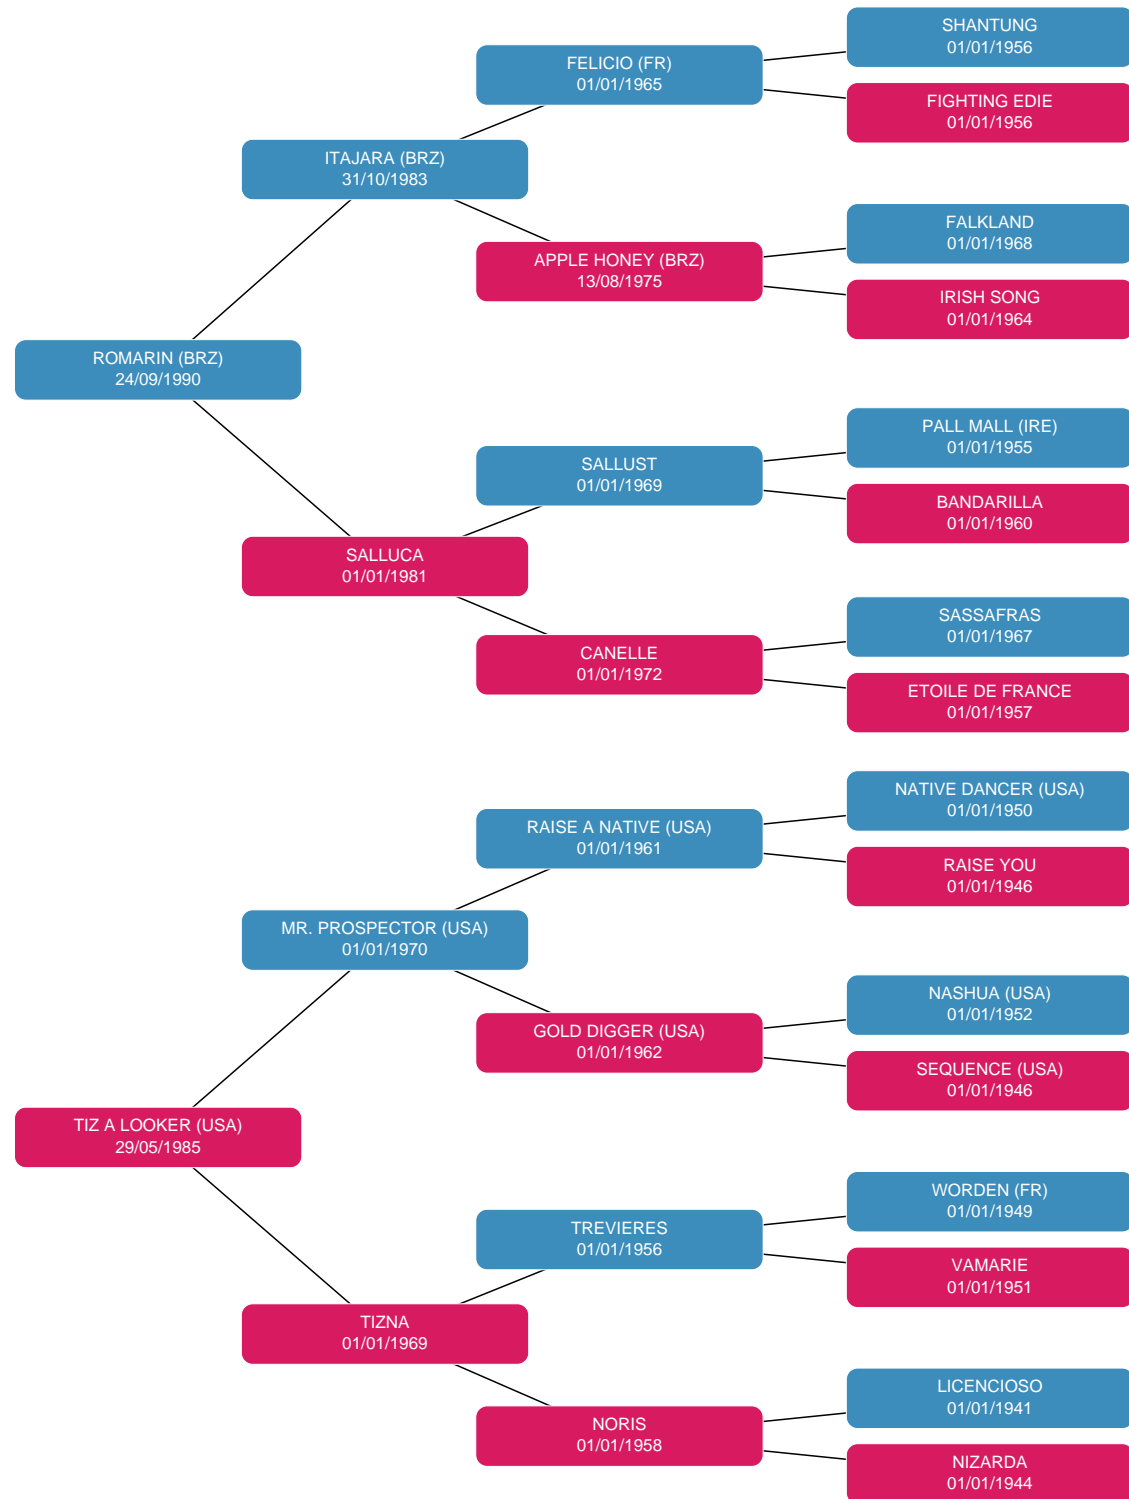 SHANTUNG
01/01/1956
FELICIO (FR)
01/01/1965
FIGHTING EDIE
01/01/1956
ITAJARA (BRZ)
31/10/1983
FALKLAND
01/01/1968
APPLE HONEY (BRZ)
13/08/1975
IRISH SONG
01/01/1964
ROMARIN (BRZ)
24/09/1990
PALL MALL (IRE)
01/01/1955
SALLUST
01/01/1969
BANDARILLA
01/01/1960
SALLUCA
01/01/1981
SASSAFRAS
01/01/1967
CANELLE
01/01/1972
ETOILE DE FRANCE
01/01/1957
NATIVE DANCER (USA)
01/01/1950
RAISE A NATIVE (USA)
01/01/1961
RAISE YOU
01/01/1946
MR. PROSPECTOR (USA)
01/01/1970
NASHUA (USA)
01/01/1952
GOLD DIGGER (USA)
01/01/1962
SEQUENCE (USA)
01/01/1946
TIZ A LOOKER (USA)
29/05/1985
WORDEN (FR)
01/01/1949
TREVIERES
01/01/1956
VAMARIE
01/01/1951
TIZNA
01/01/1969
LICENCIOSO
01/01/1941
NORIS
01/01/1958
NIZARDA
01/01/1944